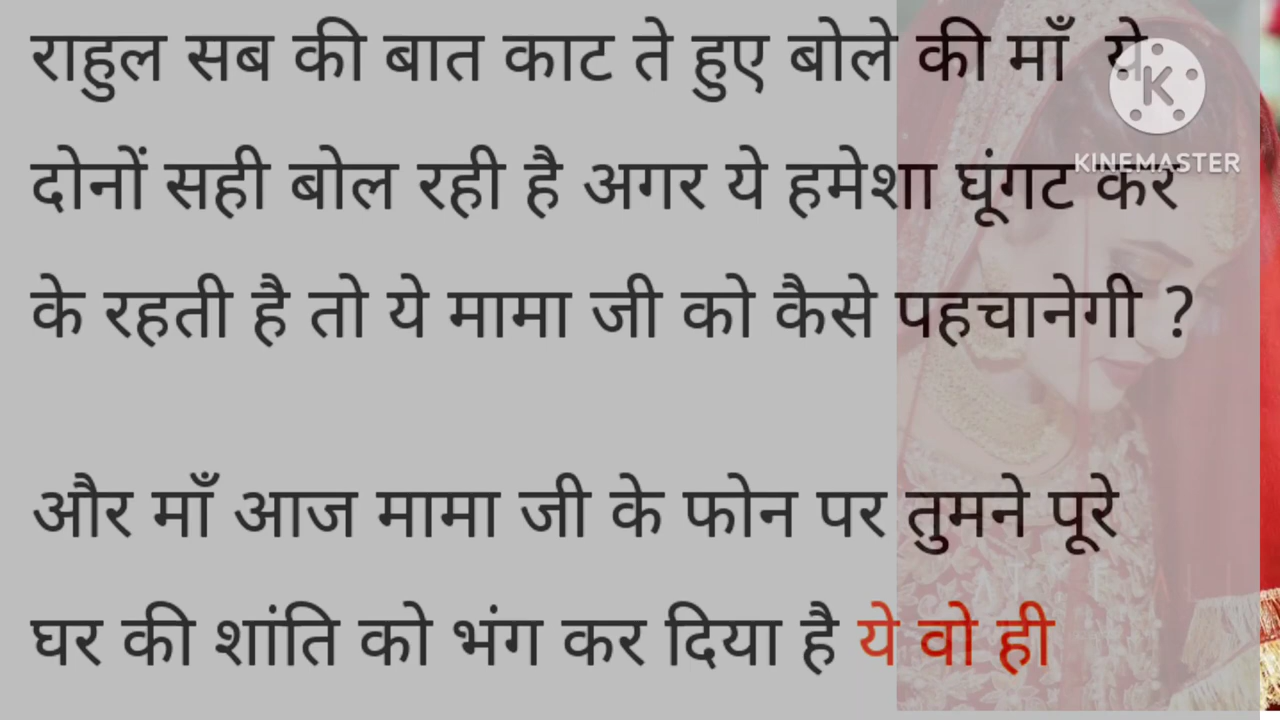 राहुल सब की बात काट ते हुए बोले की माँ ये
KINEMASTER
दोनों सही बोल रही है अगर ये हमेशा घूंगट कर
के रहती है तो ये मामा जी को कैसे पहचानेगी ?
और माँ आज मामा जी के फोन पर तुमने पूरे
घर की शांति को भंग कर दिया है ये वो ही